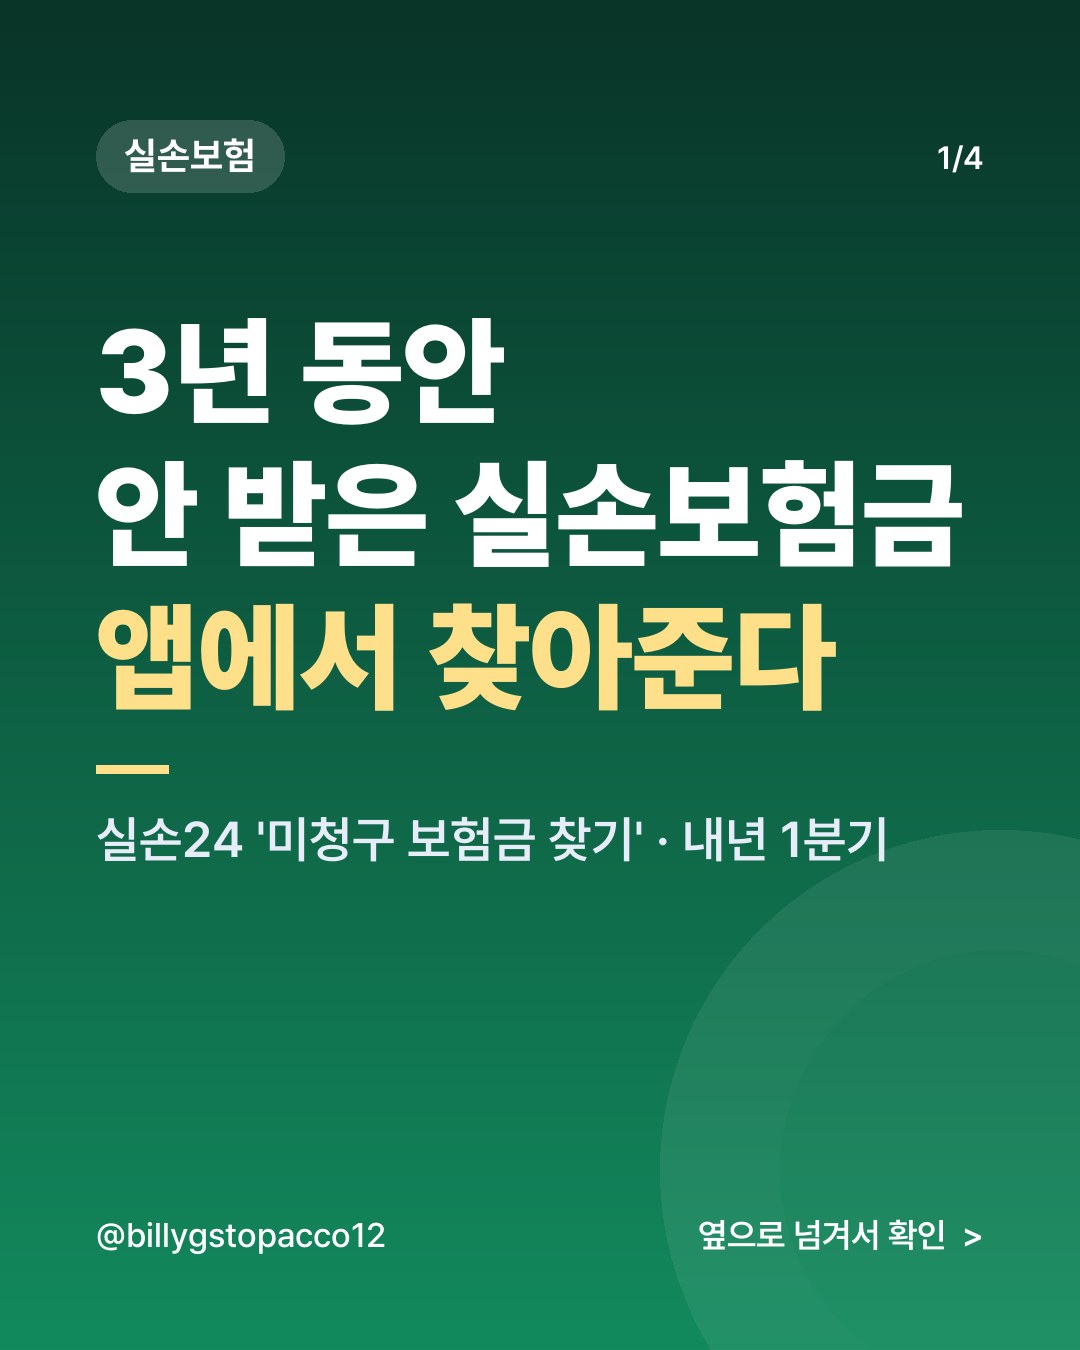 실손보험
1/4
3년 동안
안 받은 실손보험금
앱에서 찾아준다
실손24 '미청구 보험금 찾기' · 내년 1분기
@billygstopacco12
옆으로 넘겨서 확인 >